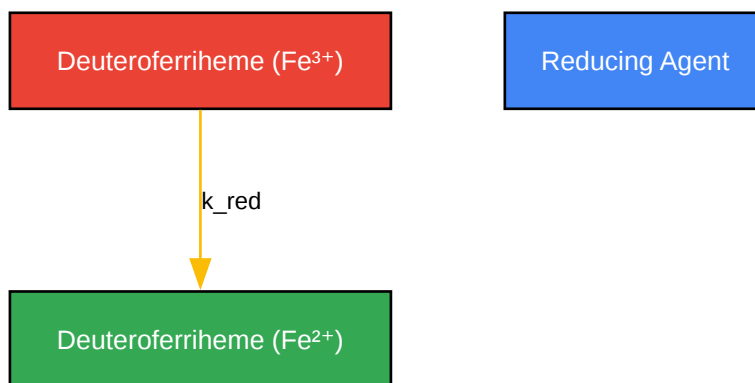 Deuteroferriheme (Fe³⁺)
Reducing Agent
k_red
Deuteroferriheme (Fe²⁺)